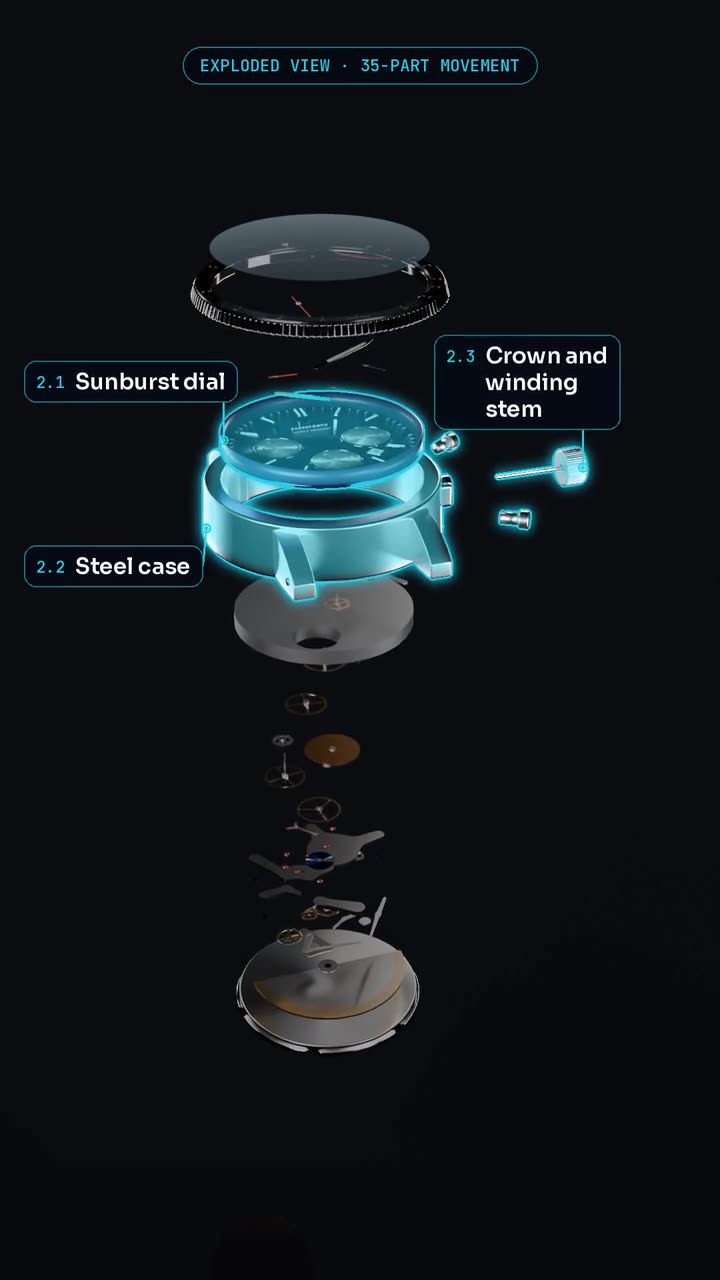 EXPLODED VIEW · 35-PART MOVEMENT
2.3 Crown and
winding
stem
2.1 Sunburst dial
2.2 Steel case